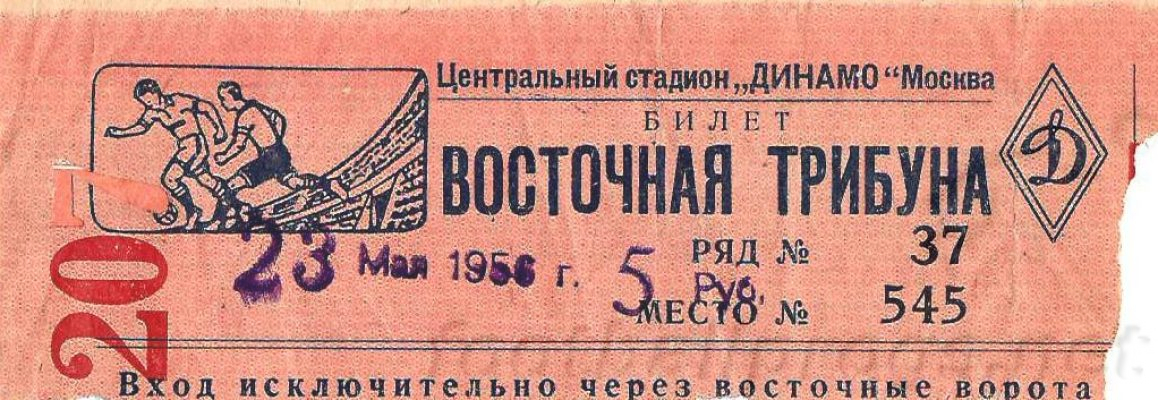 Центральный стадион „ДИНАМО“ Москва
БИЛЕТ
Д
ВОСТОЧНАЯ ТРИБУНА
РЯД № 37
23 Мая 1956 г. 5 Руб.
МЕСТО № 545
Вход исключительно через восточные ворота
20